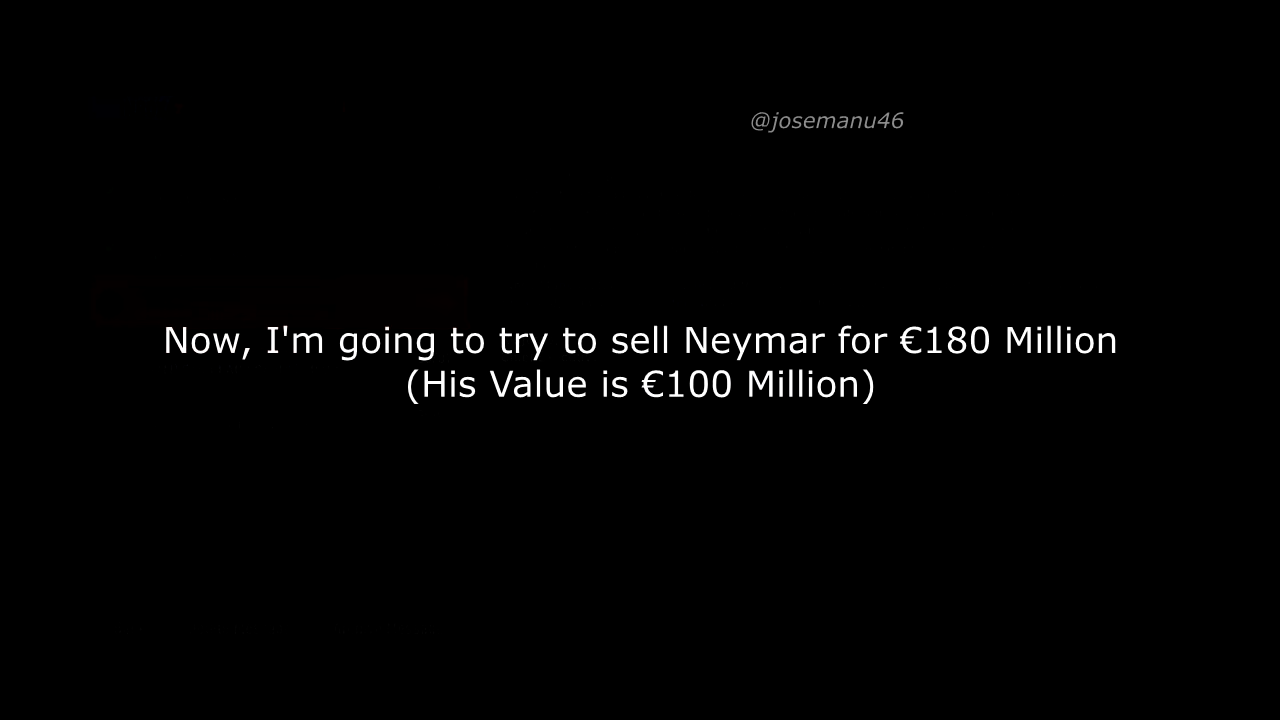 @josemanu46
Now, I'm going to try to sell Neymar for €180 Million
(His Value is €100 Million)